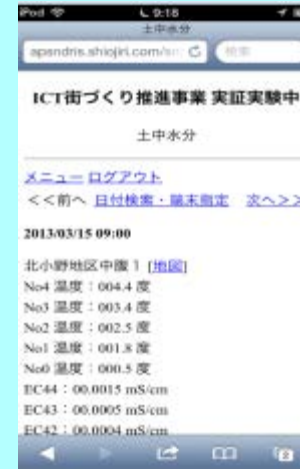 iPod 9:18
土中水分
apsndris.shiojiri.com/sn 検索
ICT街づくり推進事業 実証実験中
土中水分
メニュー ログアウト
<<前へ 日付検索・端末指定 次へ>>
2013/03/15 09:00
北小野地区中腹1 [地図]
No4 温度:004.4 度
No3 温度:003.4 度
No2 温度:002.5 度
No1 温度:001.8 度
No0 温度:000.5 度
EC44:00.0015 mS/cm
EC43:00.0005 mS/cm
EC42:00.0004 mS/cm